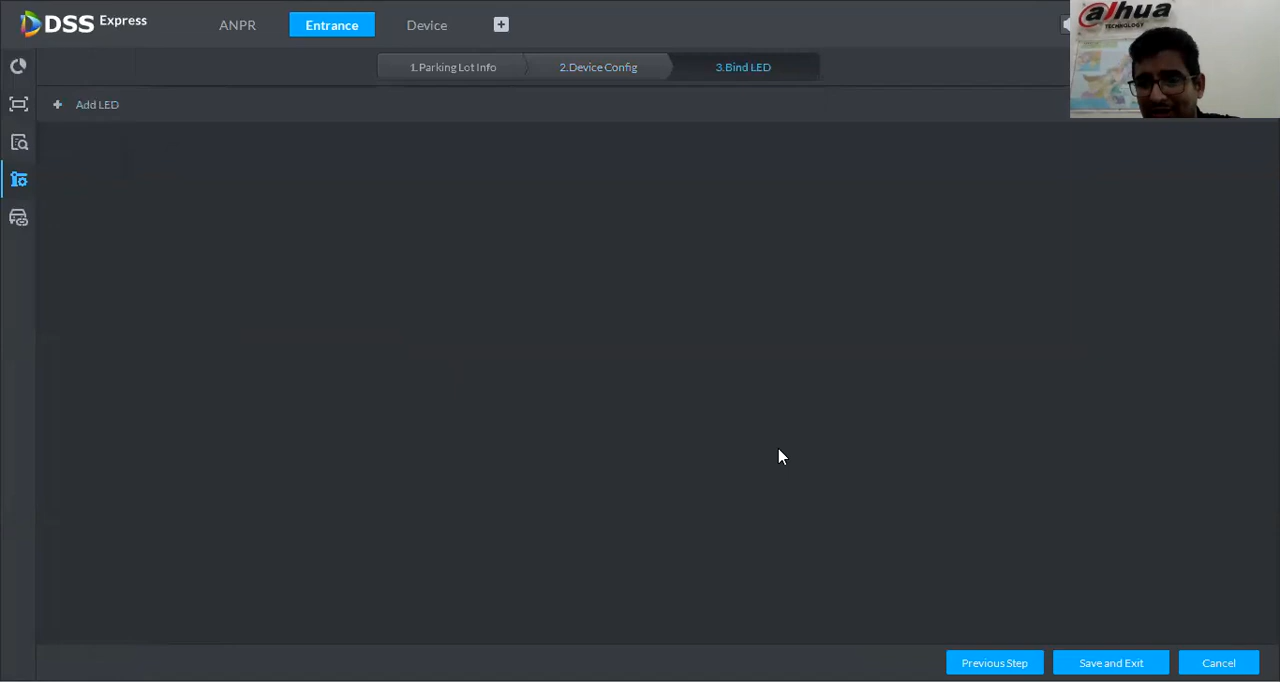 DSS Express
ANPR
Entrance
Device
1.Parking Lot Info
2.Device Config
3.Bind LED
+ Add LED
alhua
TECHNOLOGY
Previous Step
Save and Exit
Cancel